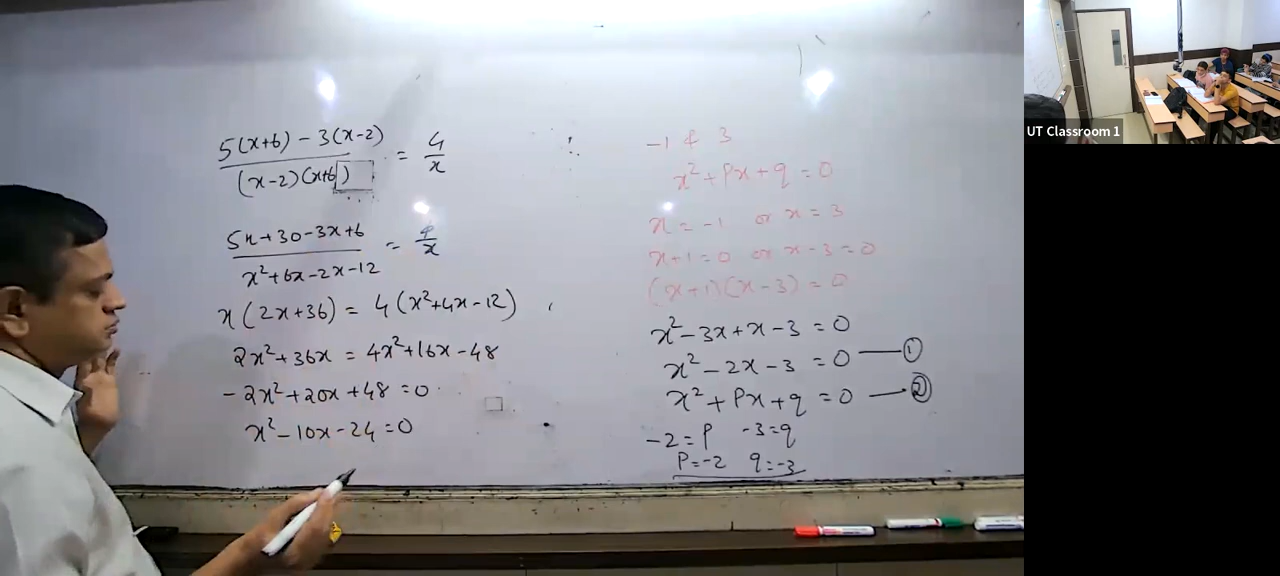 5(x+6) - 3(x-2) / (x-2)(x+6) = 4/x
5x+30-3x+6 / x²+6x-2x-12 = 4/x
x(2x+36) = 4(x²+4x-12)
2x²+36x = 4x²+16x-48
-2x²+20x+48=0
x²-10x-24=0
-1 & 3
x²+Px+q=0
x=-1 or x=3
x+1=0 or x-3=0
(x+1)(x-3)=0
x²-3x+x-3=0
x²-2x-3=0 — ①
x²+Px+q=0 — ②
-2=P -3=q
P=-2 q=-3
UT Classroom 1